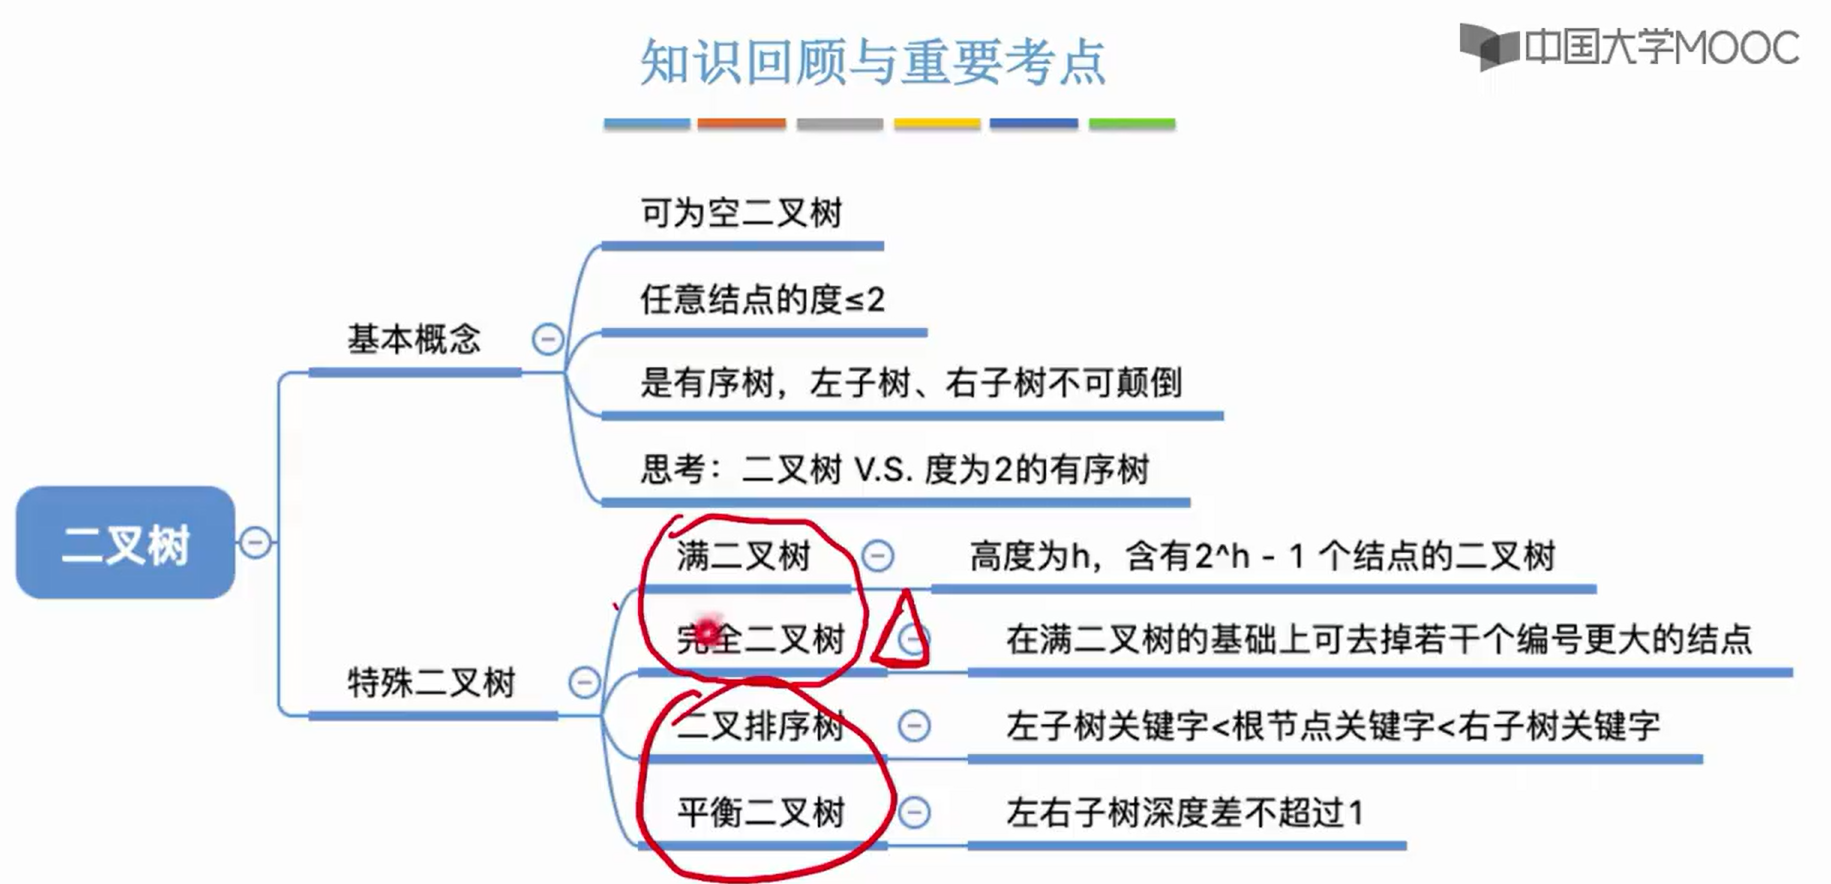 知识回顾与重要考点
中国大学MOOC
可为空二叉树
任意结点的度≤2
基本概念
是有序树，左子树、右子树不可颠倒
思考：二叉树 V.S. 度为2的有序树
二叉树
满二叉树 高度为h，含有2^h - 1 个结点的二叉树
完全二叉树 在满二叉树的基础上可去掉若干个编号更大的结点
特殊二叉树
二叉排序树 左子树关键字<根节点关键字<右子树关键字
平衡二叉树 左右子树深度差不超过1